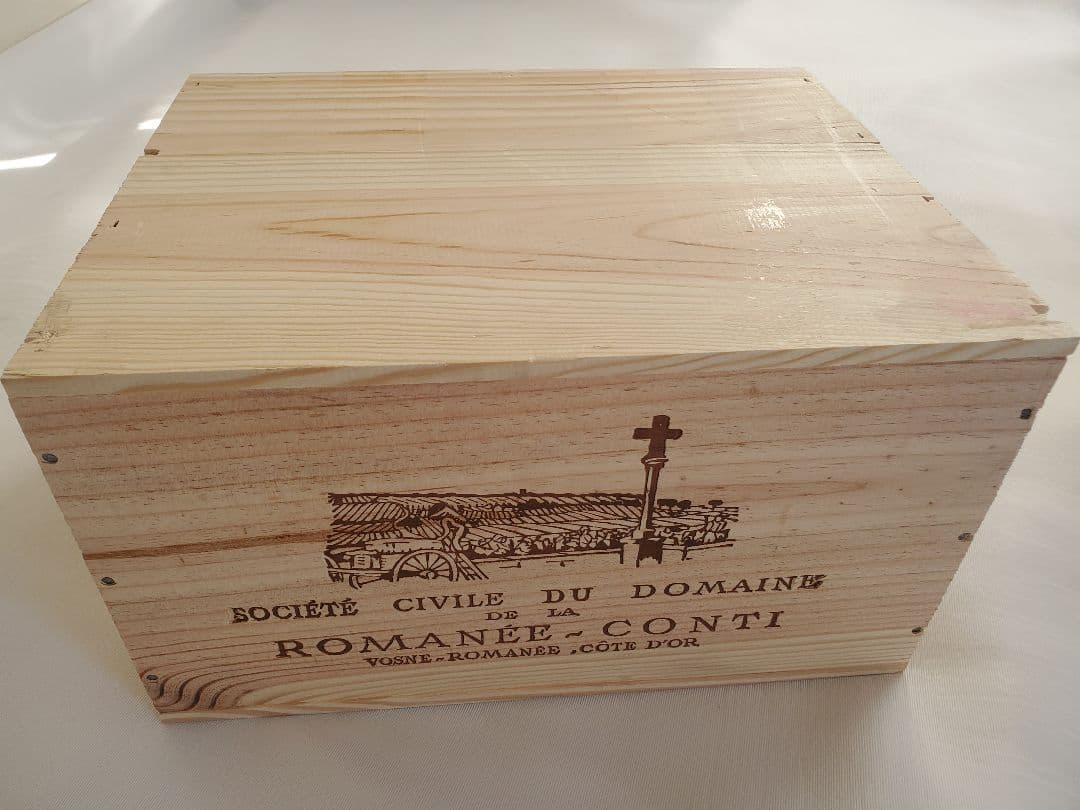 SOCIÉTÉ CIVILE DU DOMAINE
DE LA
ROMANÉE - CONTI
VOSNE-ROMANÉE, CÔTE D'OR